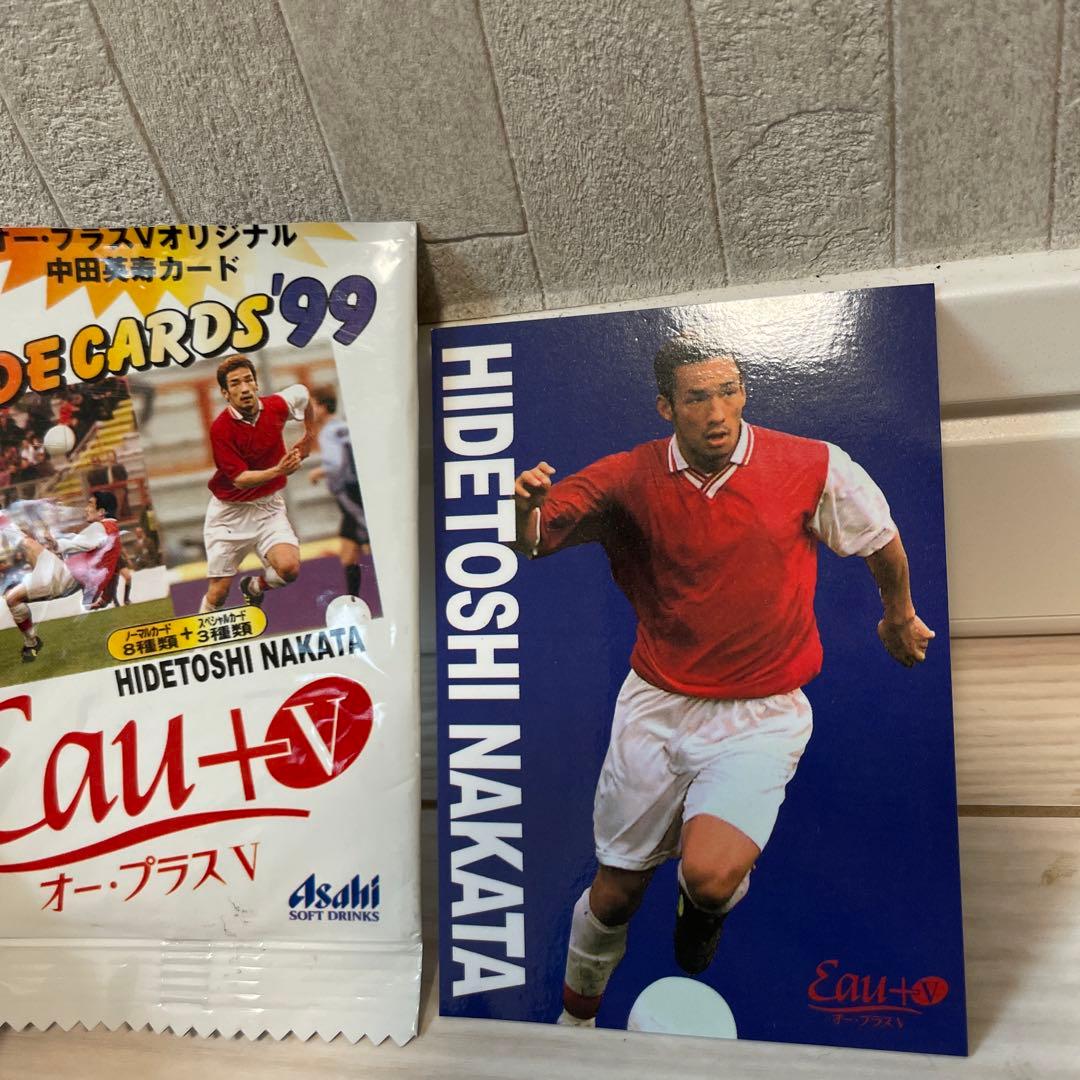 オー・プラスVオリジナル
中田英寿カード
DE CARDS '99
ノーマルカード
8種類
+
スペシャルカード
3種類
HIDETOSHI NAKATA
Eau+V
オー・プラスV
Asahi
SOFT DRINKS
HIDETOSHI NAKATA
Eau+V
オー・プラスV